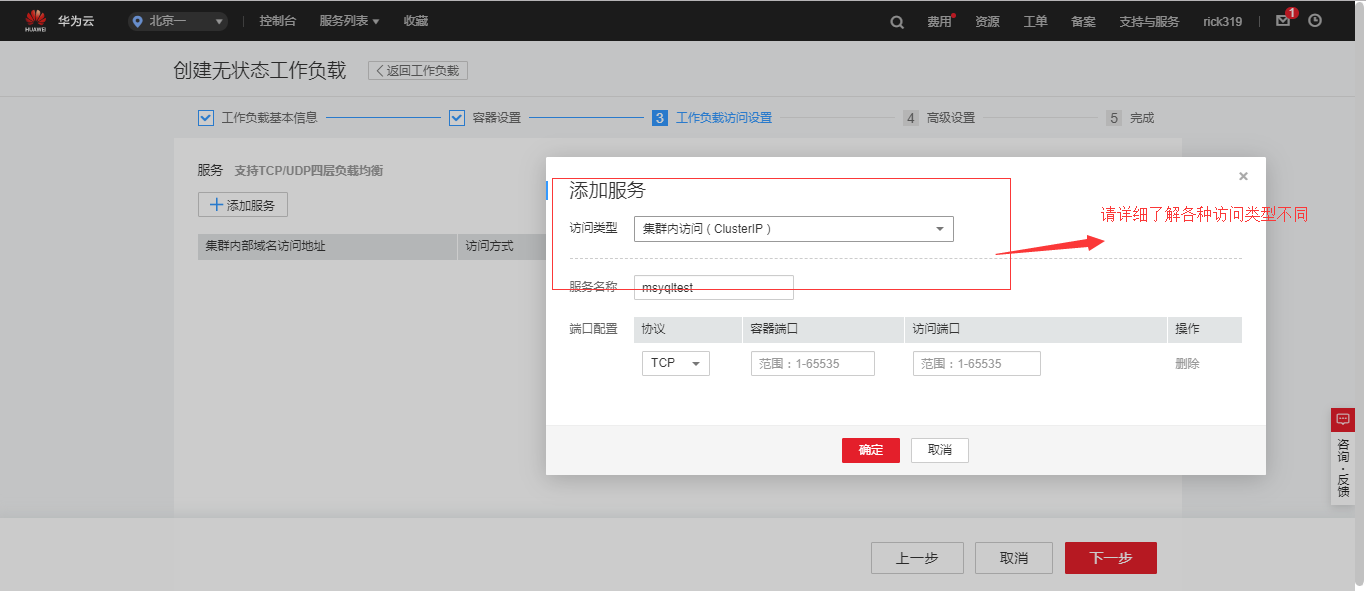 HUAWEI
华为云
北京一
控制台
服务列表
收藏
费用
资源
工单
备案
支持与服务
rick319
1
创建无状态工作负载
返回工作负载
工作负载基本信息
容器设置
3 工作负载访问设置
4 高级设置
5 完成
服务 支持TCP/UDP四层负载均衡
添加服务
集群内部域名访问地址
访问方式
添加服务
×
访问类型
集群内访问 ( ClusterIP )
请详细了解各种访问类型不同
服务名称
msyqltest
端口配置
协议
容器端口
访问端口
操作
TCP
范围：1-65535
范围：1-65535
删除
确定
取消
咨询·反馈
上一步
取消
下一步